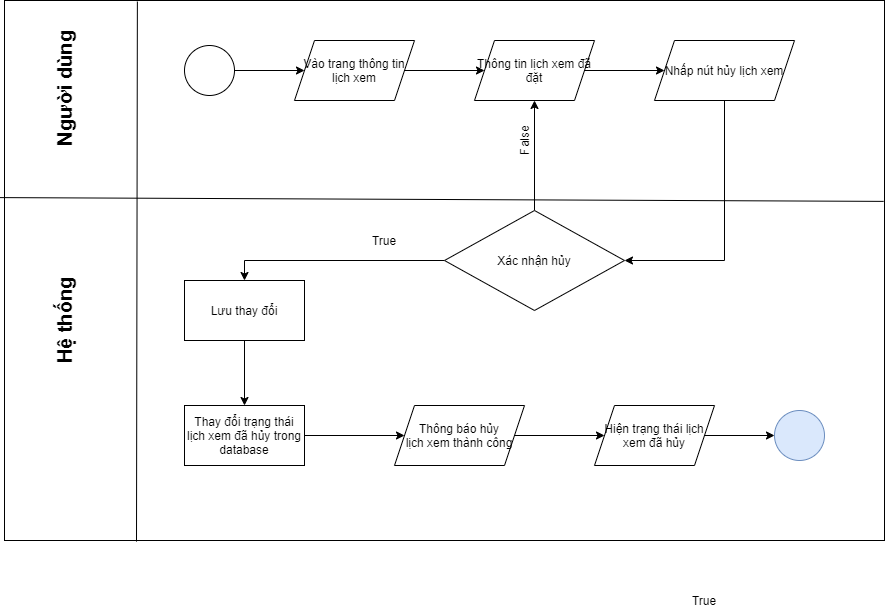 Người dùng
Vào trang thông tin
lịch xem
Thông tin lịch xem đã
đặt
Nhấp nút hủy lịch xem
False
Hệ thống
True
Xác nhận hủy
Lưu thay đổi
Thay đổi trạng thái
lịch xem đã hủy trong
database
Thông báo hủy
lịch xem thành công
Hiện trạng thái lịch
xem đã hủy
True